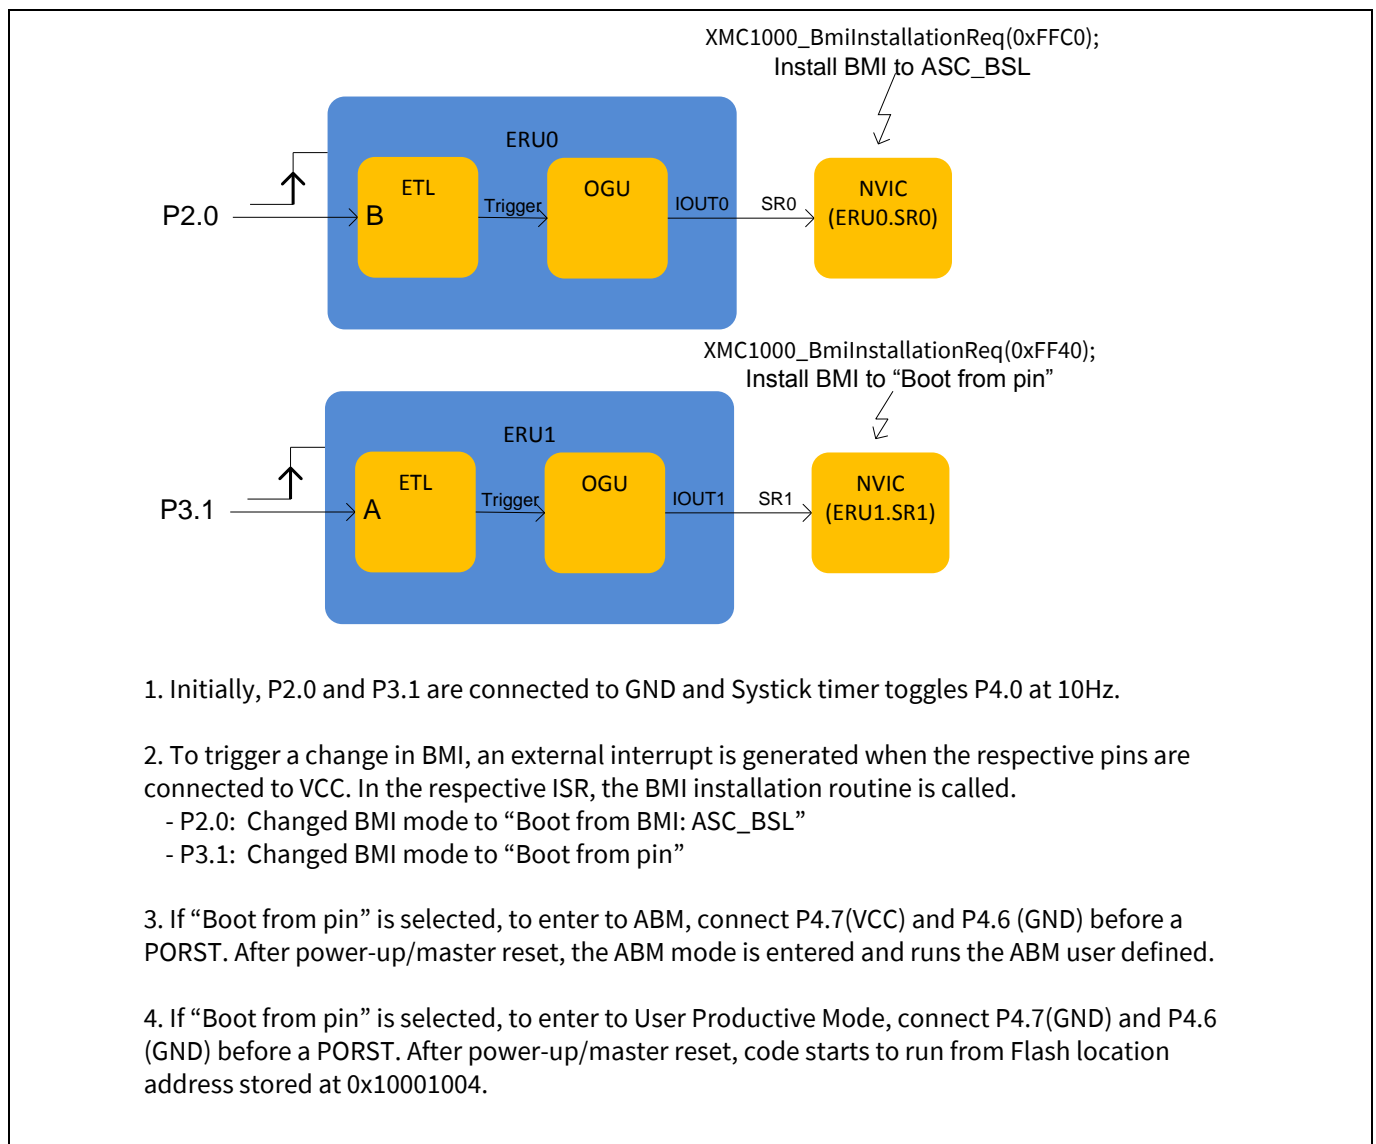 XMC1000_BmiInstallationReq(0xFFC0);
Install BMI to ASC_BSL
ERU0
ETL
OGU
NVIC
(ERU0.SR0)
P2.0
B
Trigger
IOUT0
SR0
XMC1000_BmiInstallationReq(0xFF40);
Install BMI to “Boot from pin”
ERU1
ETL
OGU
NVIC
(ERU1.SR1)
P3.1
A
Trigger
IOUT1
SR1
1. Initially, P2.0 and P3.1 are connected to GND and Systick timer toggles P4.0 at 10Hz.
2. To trigger a change in BMI, an external interrupt is generated when the respective pins are
connected to VCC. In the respective ISR, the BMI installation routine is called.
- P2.0: Changed BMI mode to “Boot from BMI: ASC_BSL”
- P3.1: Changed BMI mode to “Boot from pin”
3. If “Boot from pin” is selected, to enter to ABM, connect P4.7(VCC) and P4.6 (GND) before a
PORST. After power-up/master reset, the ABM mode is entered and runs the ABM user defined.
4. If “Boot from pin” is selected, to enter to User Productive Mode, connect P4.7(GND) and P4.6
(GND) before a PORST. After power-up/master reset, code starts to run from Flash location
address stored at 0x10001004.